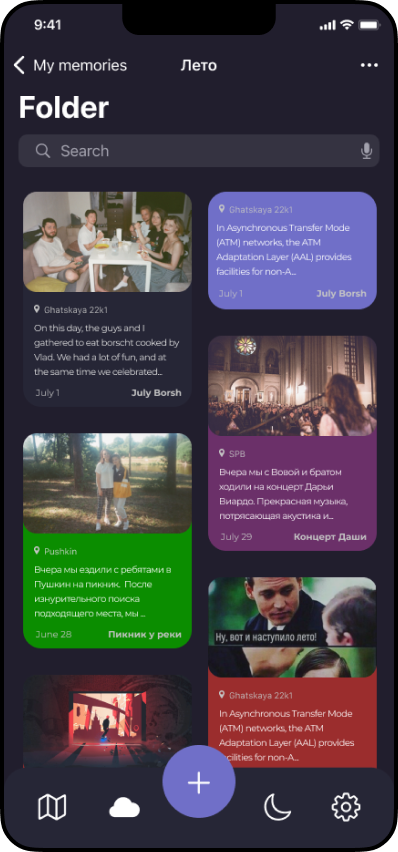 9:41
My memories
Лето
Folder
Search
Ghatskaya 22k1
On this day, the guys and I
gathered to eat borscht cooked by
Vlad. We had a lot of fun, and at
the same time we celebrated...
July 1
July Borsh
Ghatskaya 22k1
In Asynchronous Transfer Mode
(ATM) networks, the ATM
Adaptation Layer (AAL) provides
facilities for non-A...
July 1
July Borsh
SPB
Вчера мы с Вовой и братом
ходили на концерт Дарьи
Виардо. Прекрасная музыка,
потрясающая акустика и...
July 29
Концерт Даши
Pushkin
Вчера мы ездили с ребятами в
Пушкин на пикник. После
изнурительного поиска
подходящего места, мы ...
June 28
Пикник у реки
Ну, вот и наступило лето!
Ghatskaya 22k1
In Asynchronous Transfer Mode
(ATM) networks, the ATM
Adaptation Layer (AAL) provides
facilities for non-A...